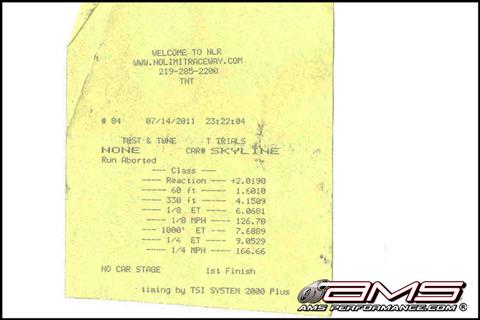 WELCOME TO NLR
WWW.NOLIMITRACEWAY.COM
219-285-2200
TNT
# 84 07/14/2011 23:22:04
TEST & TUNE T TRIALS
NONE CAR# SKYLINE
Run Aborted
--- Class ---
---- Reaction --- +2.0190
----- 60 ft ---- 1.6010
---- 330 ft ---- 4.1509
---- 1/8 ET ---- 6.0681
---- 1/8 MPH --- 126.70
--- 1000' ET --- 7.6889
---- 1/4 ET ---- 9.0529
---- 1/4 MPH --- 166.66
NO CAR STAGE 1st Finish
timing by TSI SYSTEM 2000 Plus
AMS
AMS PERFORMANCE.COM ®